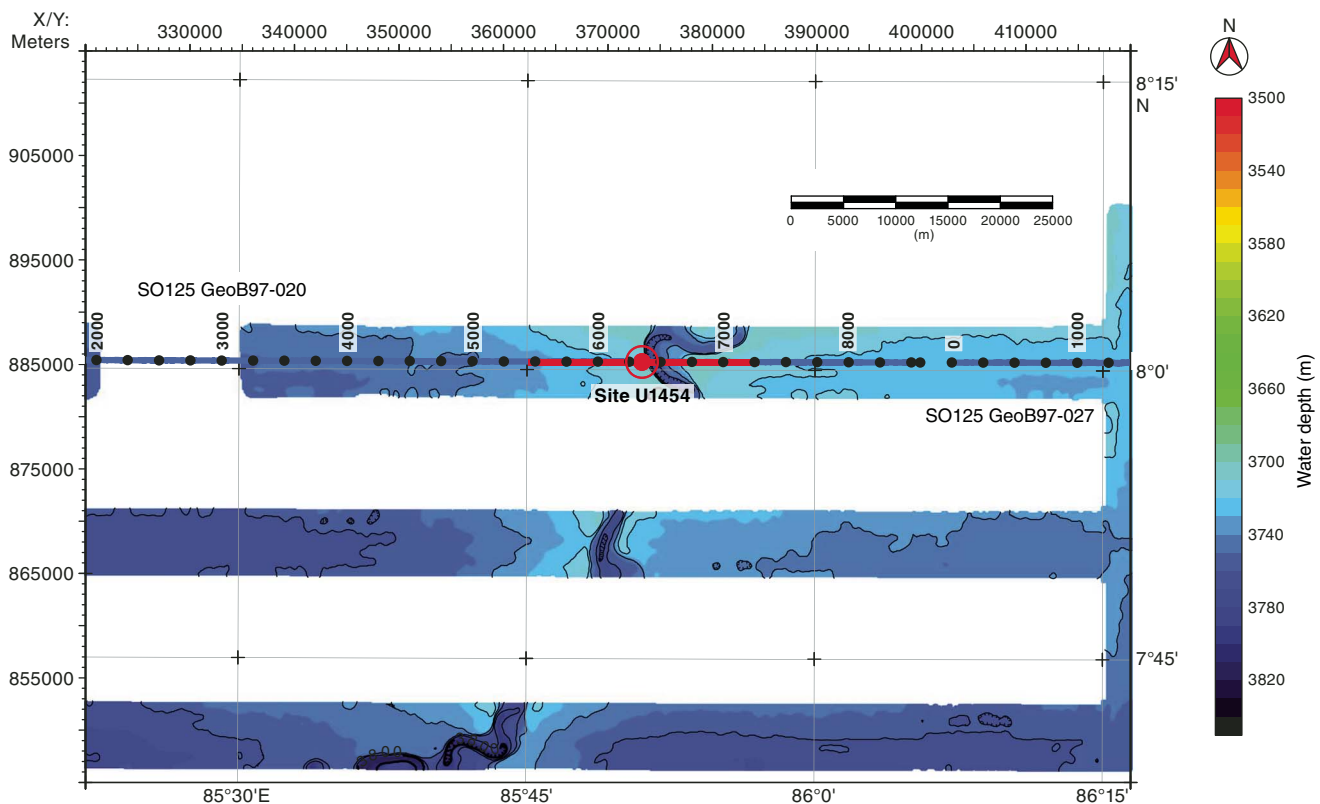 X/Y:
Meters
330000 340000 350000 360000 370000 380000 390000 400000 410000
N
8°15'
N
3500
3540
3580
3620
3660
3700
3740
3780
3820
Water depth (m)
905000
895000
885000
875000
865000
855000
0 5000 10000 15000 20000 25000
(m)
SO125 GeoB97-020
2000 3000 4000 5000 6000 7000 8000 0 1000
8°0'
Site U1454
SO125 GeoB97-027
7°45'
85°30'E 85°45' 86°0' 86°15'